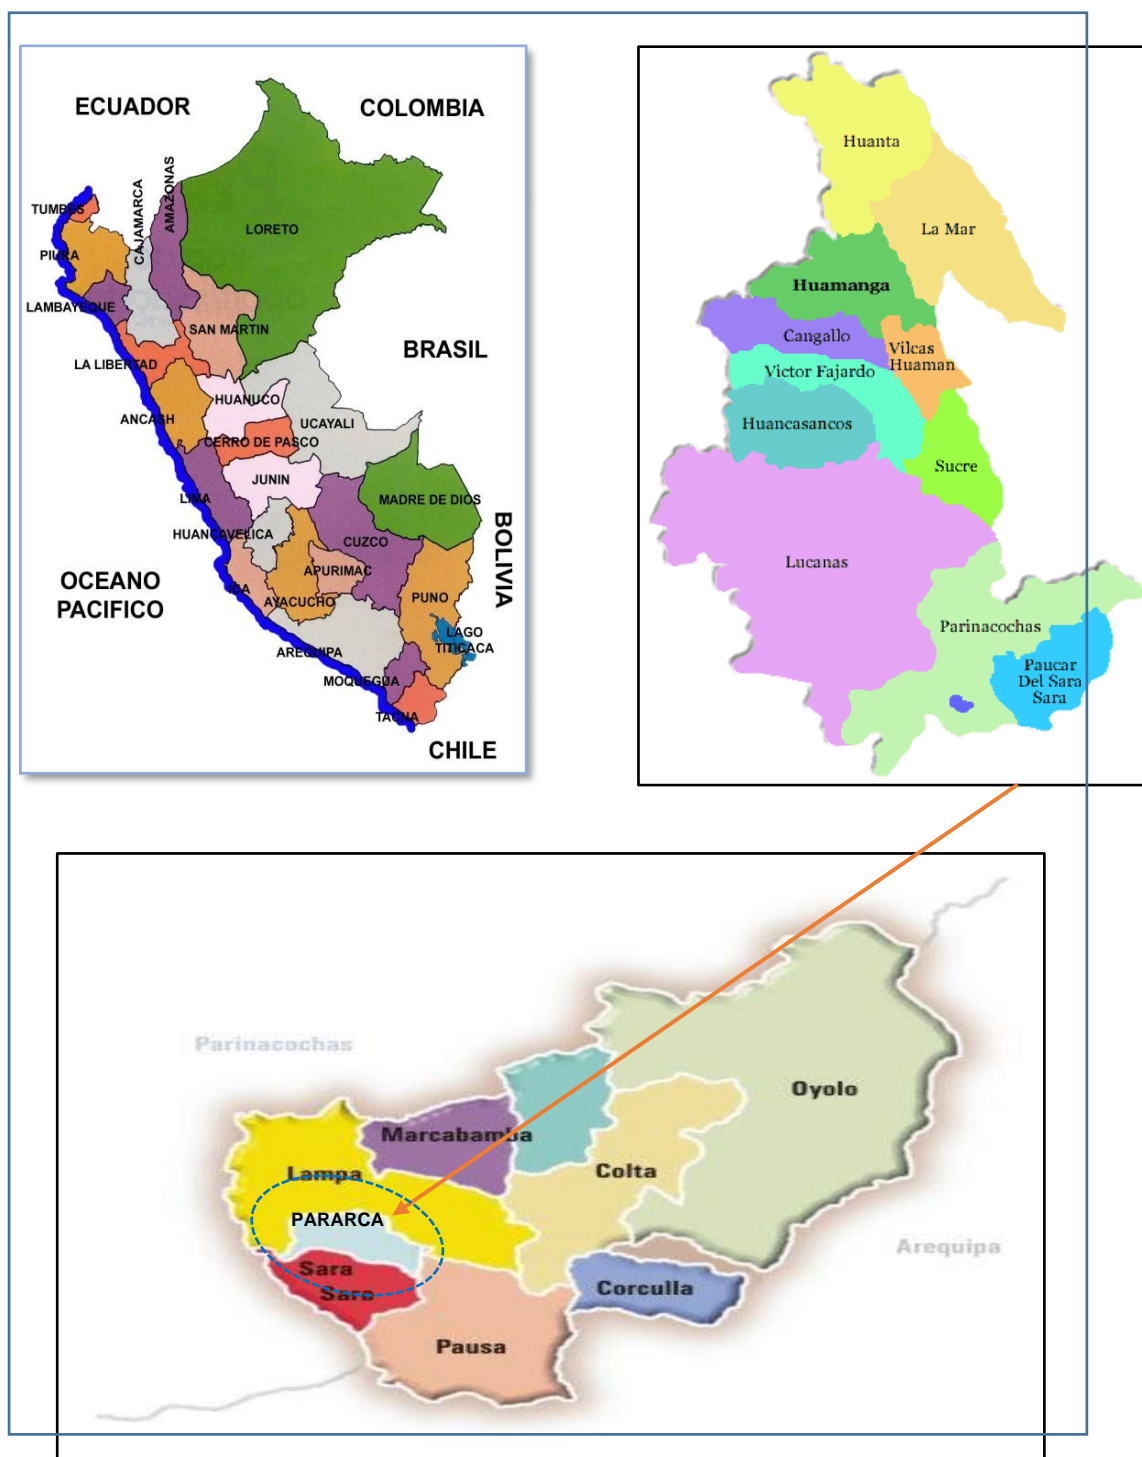 ECUADOR
COLOMBIA
TUMBES
CAJAMARCA
AMAZONAS
PIURA
LORETO
LAMBAYEQUE
SAN MARTIN
BRASIL
LA LIBERTAD
HUANUCO
ANCASH
UCAYALI
CERRO DE PASCO
JUNIN
LIMA
MADRE DE DIOS
HUANCAVELICA
CUZCO
BOLIVIA
OCEANO
PACIFICO
APURIMAC
ICA
AYACUCHO
PUNO
LAGO
TITICACA
AREQUIPA
MOQUEGUA
TACNA
CHILE
Huanta
La Mar
Huamanga
Cangallo
Vilcas
Huaman
Victor Fajardo
Huancasancos
Sucre
Lucanas
Parinacochas
Paucar
Del Sara
Sara
Parinacochas
Oyolo
Marcabamba
Lampa
Colta
PARARCA
Arequipa
Sara
Sara
Corculla
Pausa